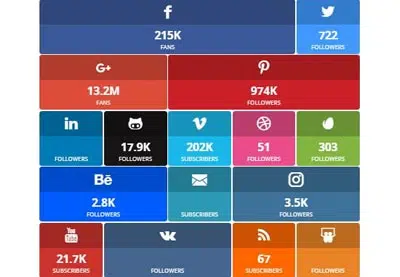 215K
FANS
722
FOLLOWERS
G+
13.2M
FANS
974K
FOLLOWERS
in
FOLLOWERS
17.9K
FOLLOWERS
202K
SUBSCRIBERS
51
FOLLOWERS
303
FOLLOWERS
Bē
2.8K
FOLLOWERS
SUBSCRIBERS
3.5K
FOLLOWERS
You Tube
21.7K
SUBSCRIBERS
FOLLOWERS
67
SUBSCRIBERS
FOLLOWERS